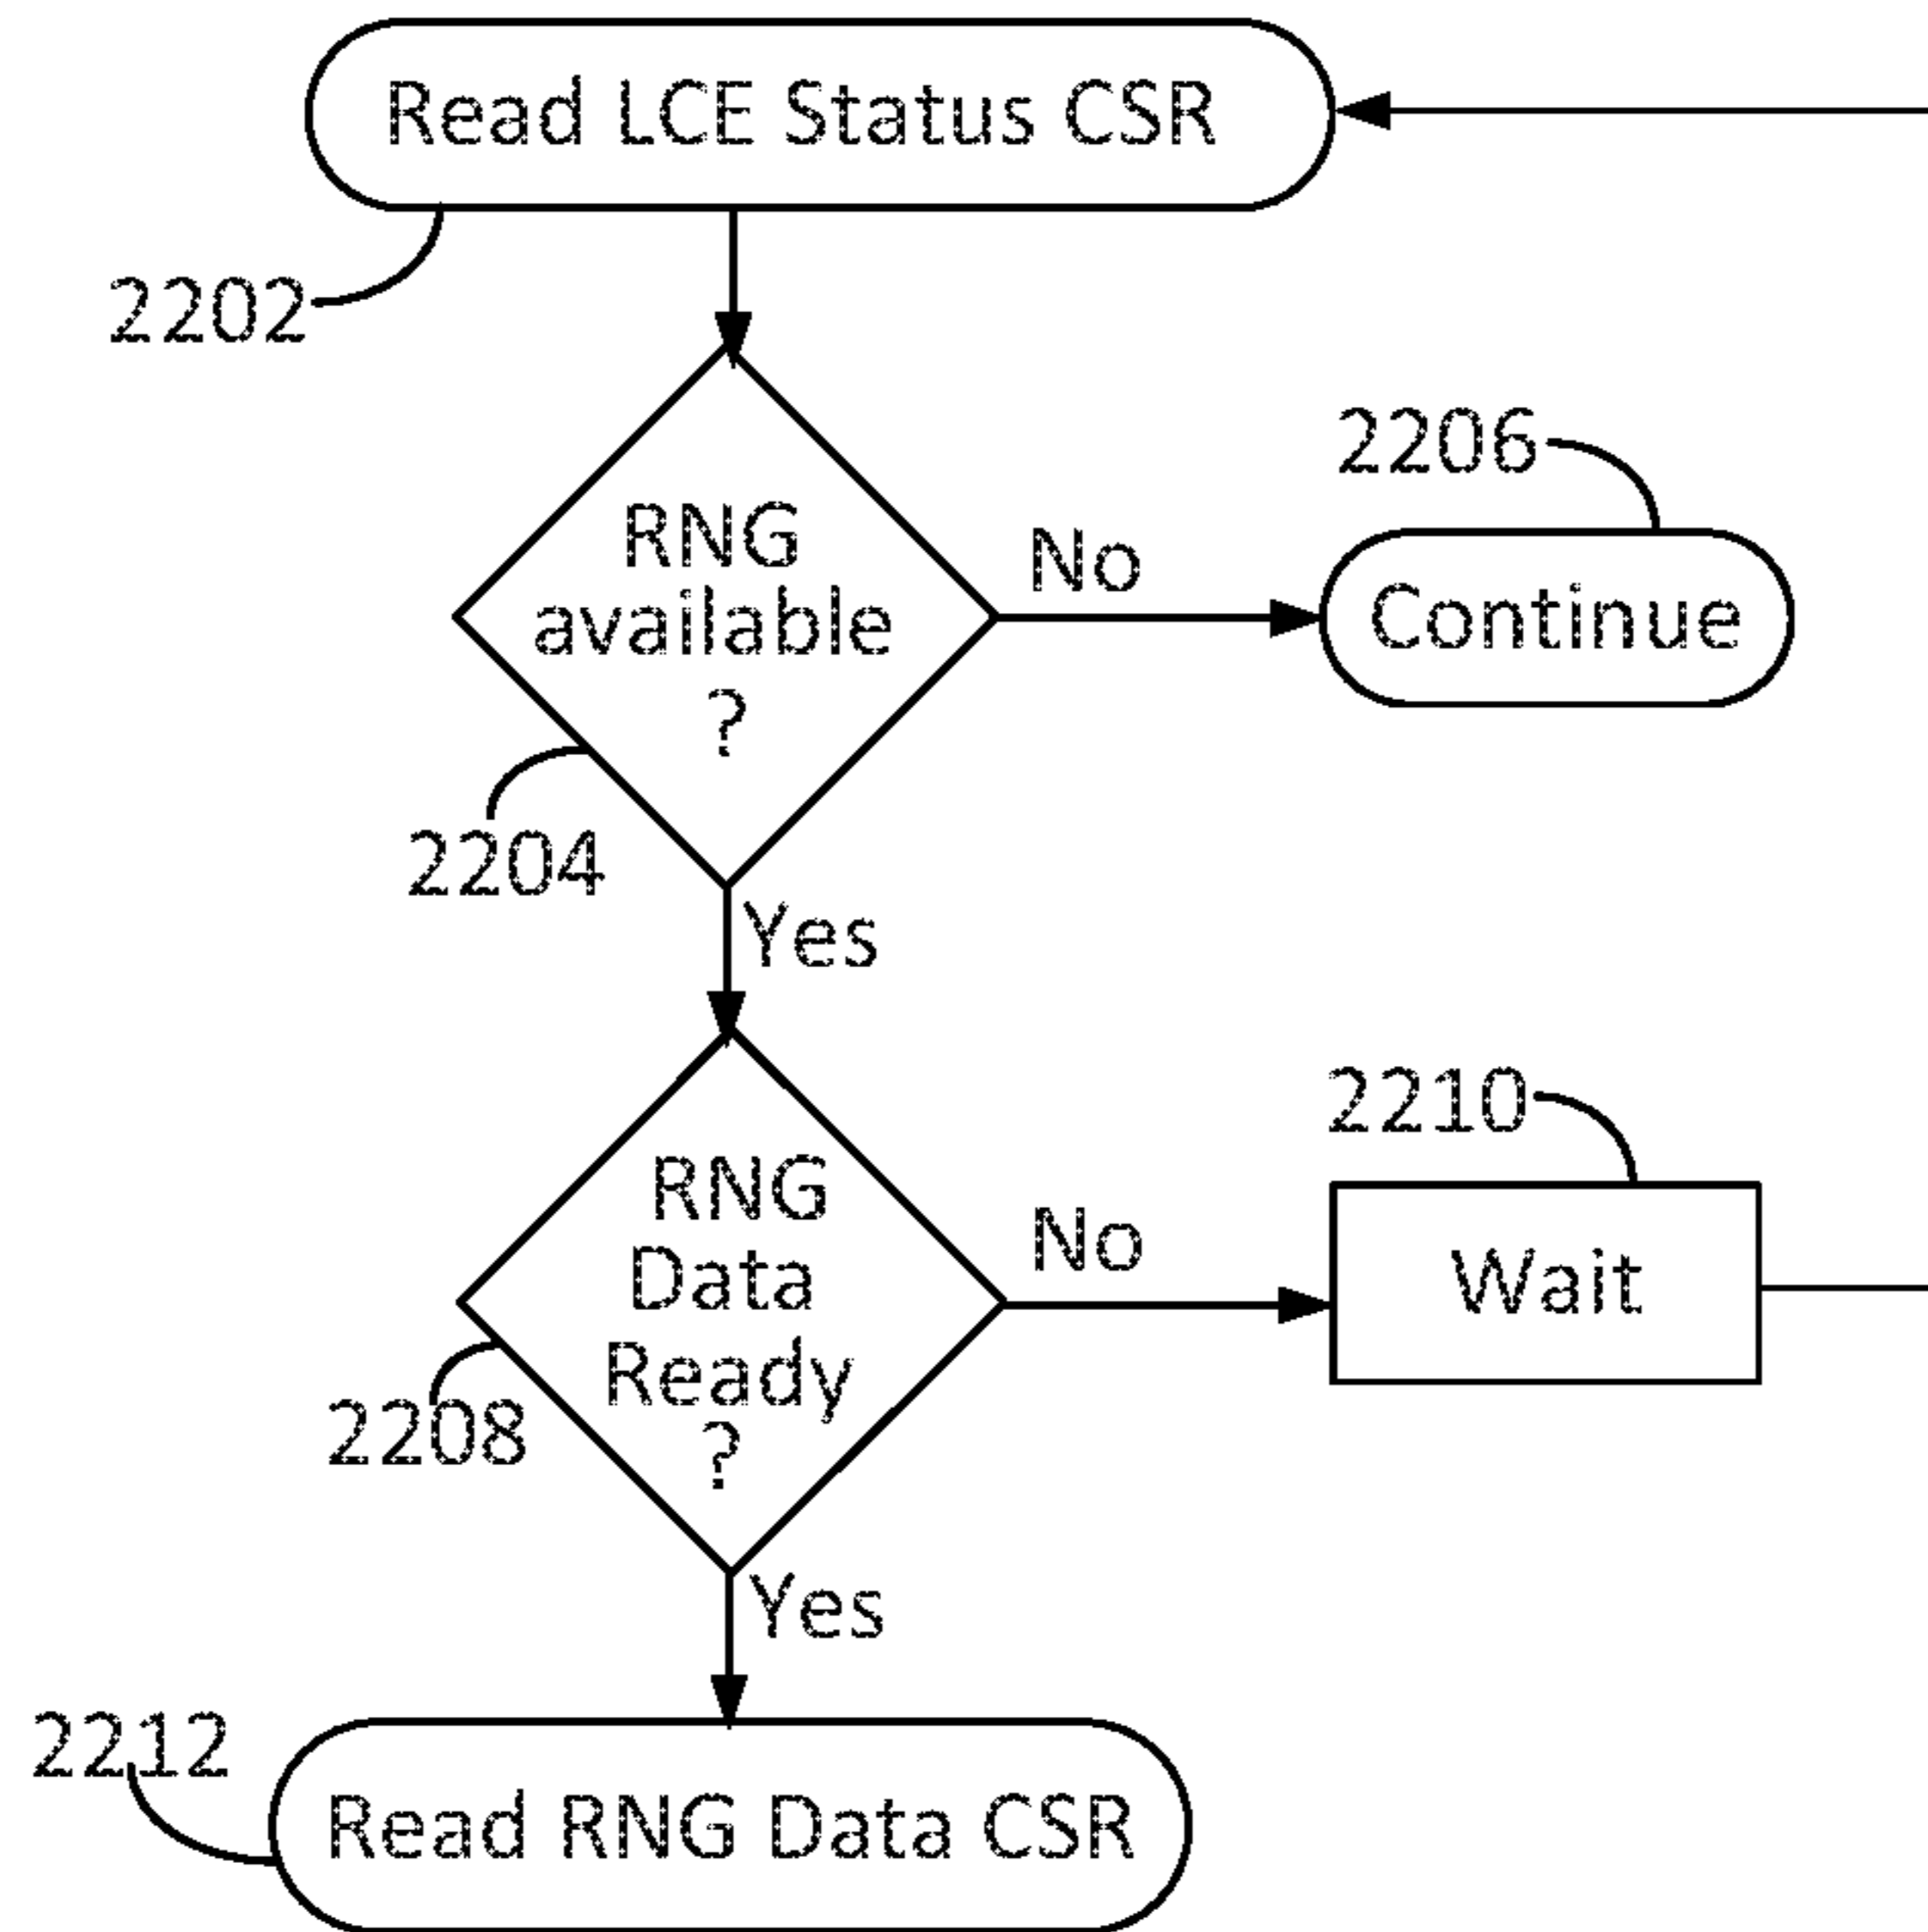 Read LCE Status CSR
2202
2206
RNG
available
?
No
Continue
2204
Yes
2210
RNG
Data
Ready
?
No
Wait
2208
Yes
2212
Read RNG Data CSR